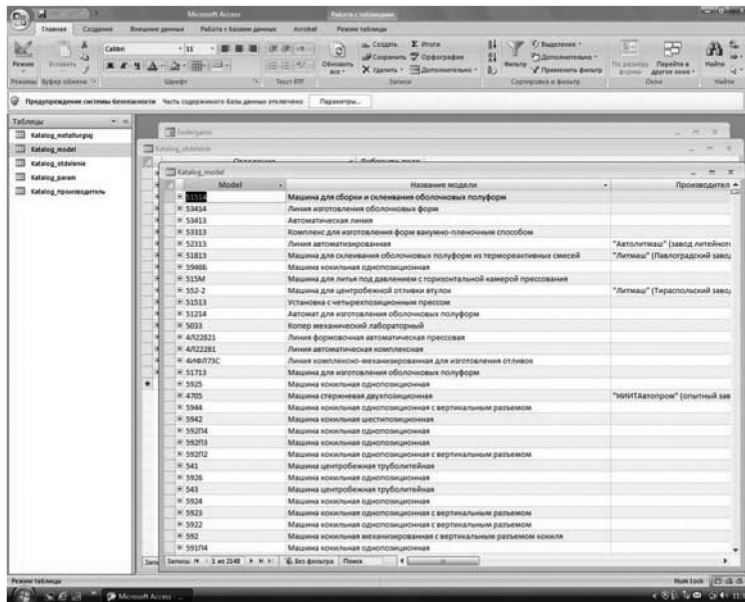 Microsoft Access
Работа с таблицами
Главная Создание Внешние данные Работа с базами данных Acrobat Режим таблицы
Режим
Вставить
Calibri
11
Ж К Ч
Обновить все
Создать
Сохранить
Удалить
Итоги
Орфография
Дополнительно
Фильтр
Выделение
Дополнительно
Применить фильтр
По размеру формы
Перейти в другое окно
Найти
Режимы Буфер обмена Шрифт Текст RTF Записи Сортировка и фильтр Окно Найти
Предупреждение системы безопасности Часть содержимого базы данных отключено Параметры...
Таблицы
Katalog_metallurgiaj
Katalog_model
Katalog_otdelenie
Katalog_param
Katalog_производитель
Katalog_otdelenie
Katalog_model
Model Название модели Производител
51514 Машина для сборки и склеивания оболочковых полуформ
53414 Линия изготовления оболочковых форм
53413 Автоматическая линия
53313 Комплекс для изготовления форм вакумно-пленочным способом
52313 Линия автоматизированная "Автолитмаш" (завод литейног
51813 Машина для склеивания оболочковых полуформ из термореактивных смесей "Литмаш" (Павлоградский завод
5946Б Машина кокильная однопозиционная
515М Машина для литья под давлением с горизонтальной камерой прессования
552-2 Машина для центробежной отливки втулок "Литмаш" (Тираспольский завод
51513 Установка с четырехпозиционным прессом
51214 Автомат для изготовления оболочковых полуформ
5033 Копер механический лабораторный
4Л22821 Линия формовочная автоматическая прессовая
4Л22281 Линия автоматическая комплексная
4ИФЛ73С Линия комплексно-механизированная для изготовления отливок
51713 Машина для изготовления оболочковых полуформ
5925 Машина кокильная однопозиционная
4705 Машина стержневая двухпозиционная "НИИТАвтопром" (опытный зав
5944 Машина кокильная однопозиционная с вертикальным разъемом
5942 Машина кокильная шестипозиционная
592П4 Машина кокильная однопозиционная
592П3 Машина кокильная однопозиционная
592П2 Машина кокильная однопозиционная с вертикальным разъемом
541 Машина центробежная труболитейная
5926 Машина кокильная однопозиционная
543 Машина центробежная труболитейная
5924 Машина кокильная однопозиционная
5923 Машина кокильная однопозиционная с вертикальным разъемом
5922 Машина кокильная однопозиционная с вертикальным разъемом
592 Машина кокильная механизированная с вертикальным разъемом кокиля
591П4 Машина кокильная однопозиционная
Запись: 1 из 2148 Без фильтра Поиск
Режим таблицы Num Lock
Microsoft Access - ...